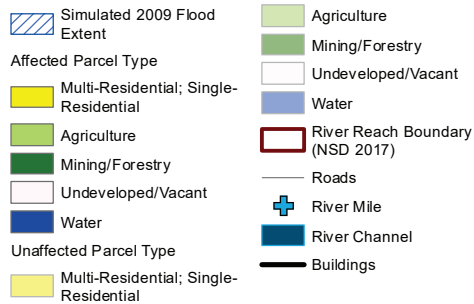 Simulated 2009 Flood
Extent
Affected Parcel Type
Multi-Residential; Single-
Residential
Agriculture
Mining/Forestry
Undeveloped/Vacant
Water
Unaffected Parcel Type
Multi-Residential; Single-
Residential
Agriculture
Mining/Forestry
Undeveloped/Vacant
Water
River Reach Boundary
(NSD 2017)
Roads
River Mile
River Channel
Buildings